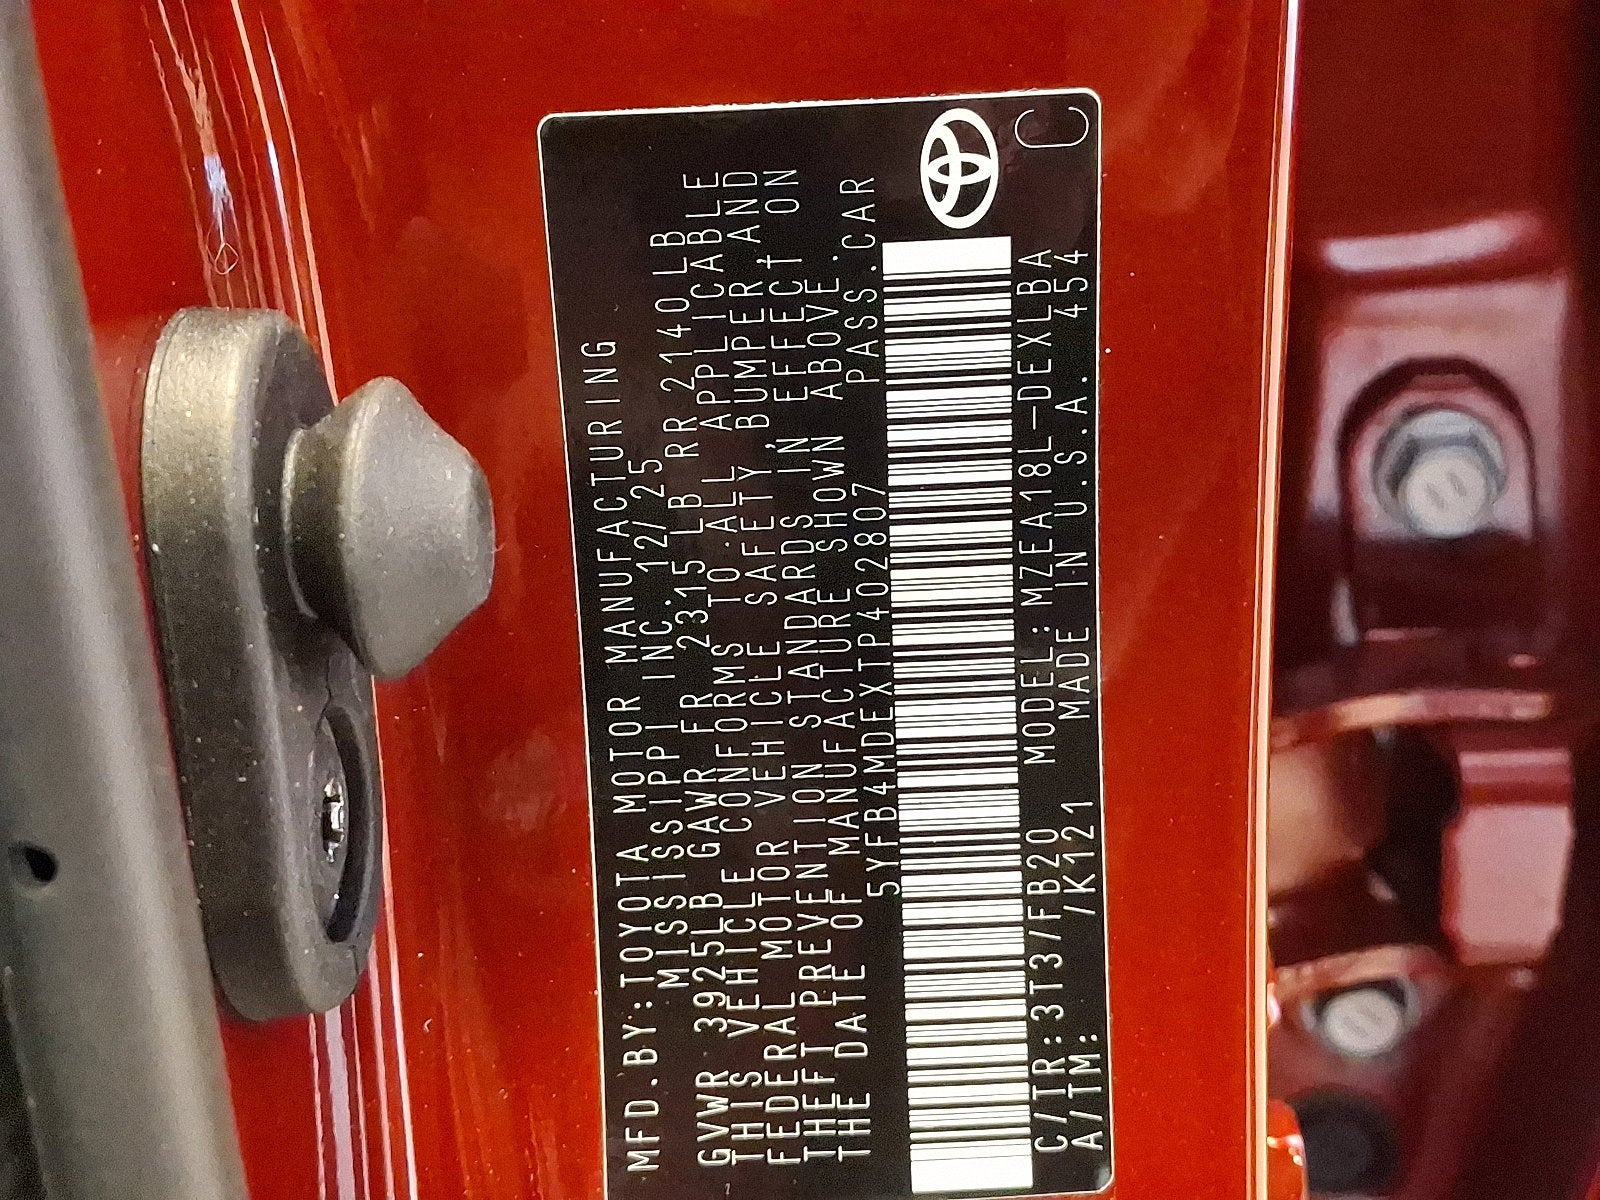 MFD.BY:TOYOTA MOTOR MANUFACTURING
MISSISSIPPI INC. 12/25
GVWR 3925LB GAWR FR 2315 LB RR 2140 LB
THIS VEHICLE CONFORMS TO ALL APPLICABLE
FEDERAL MOTOR VEHICLE SAFETY, BUMPER, AND
THEFT PREVENTION STANDARDS IN EFFECT ON
THE DATE OF MANUFACTURE SHOWN ABOVE.
5YFB4MDEXTP402807 PASS.CAR
C/TR:3T3/FB20 MODEL:MZEA18L-DEXLBA
A/TM: /K121 MADE IN U.S.A. 454
C